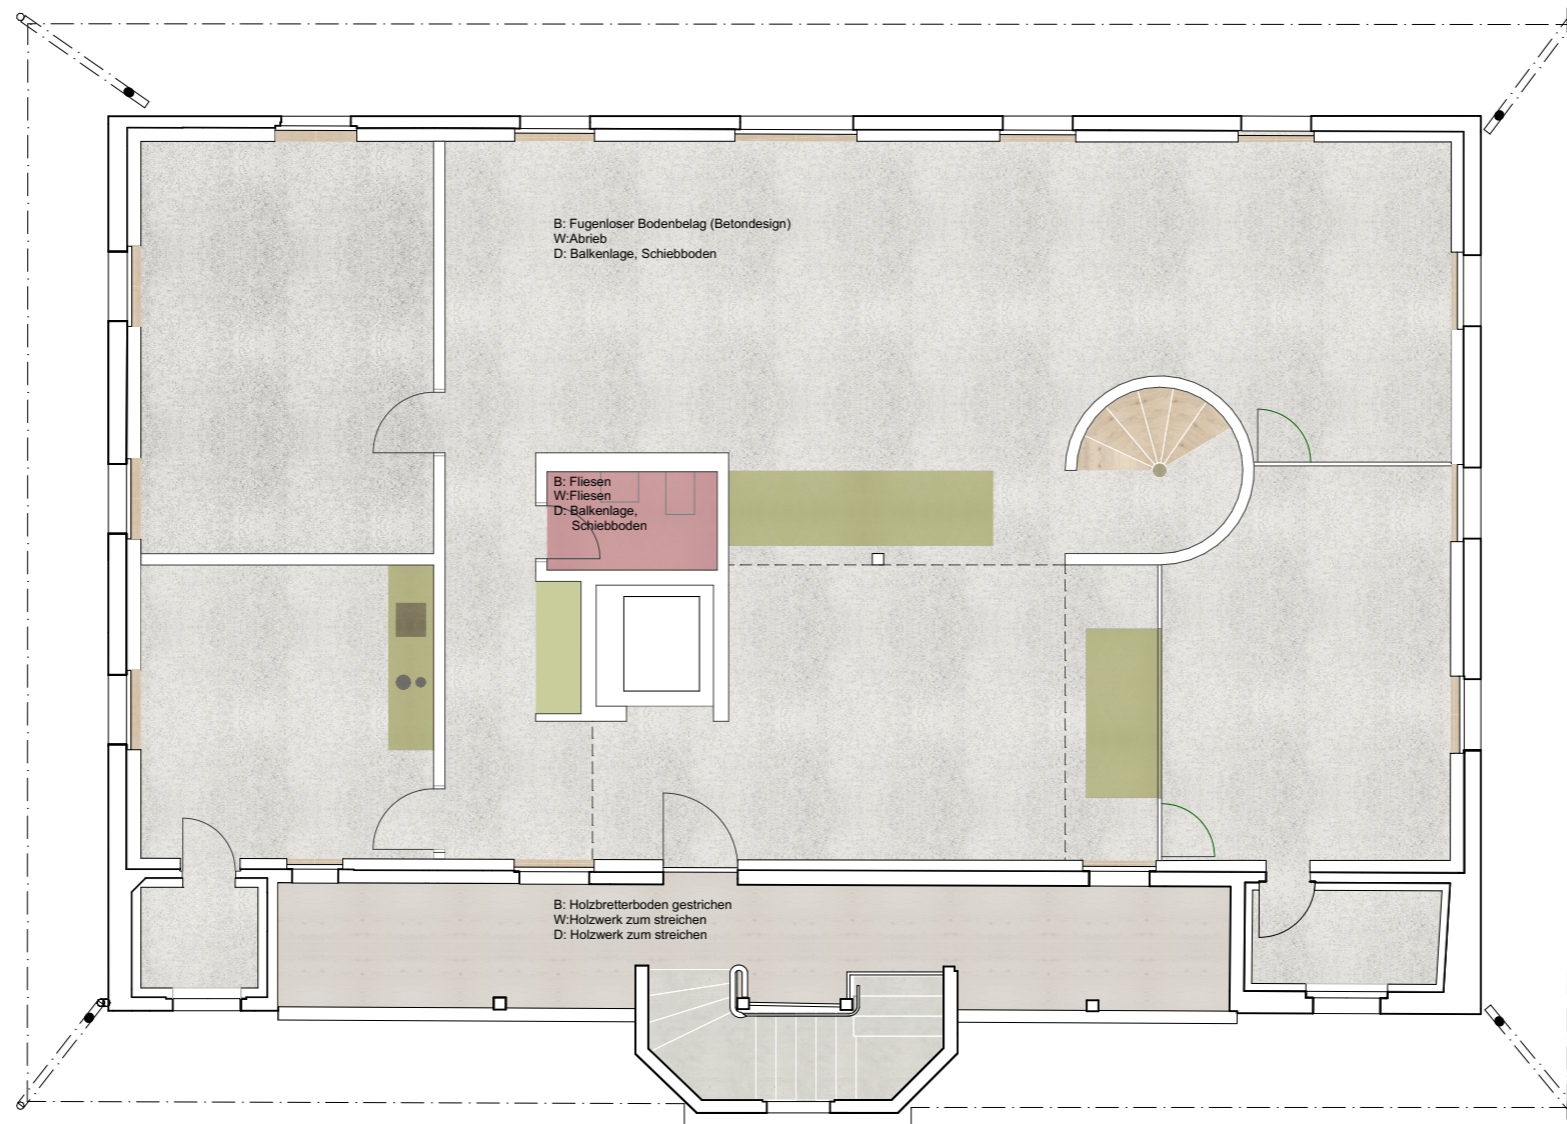 B: Fugenloser Bodenbelag (Betondesign)
W:Abrieb
D: Balkenlage, Schiebboden
B: Fliesen
W:Fliesen
D: Balkenlage,
Schiebboden
B: Holzbretterboden gestrichen
W:Holzwerk zum streichen
D: Holzwerk zum streichen